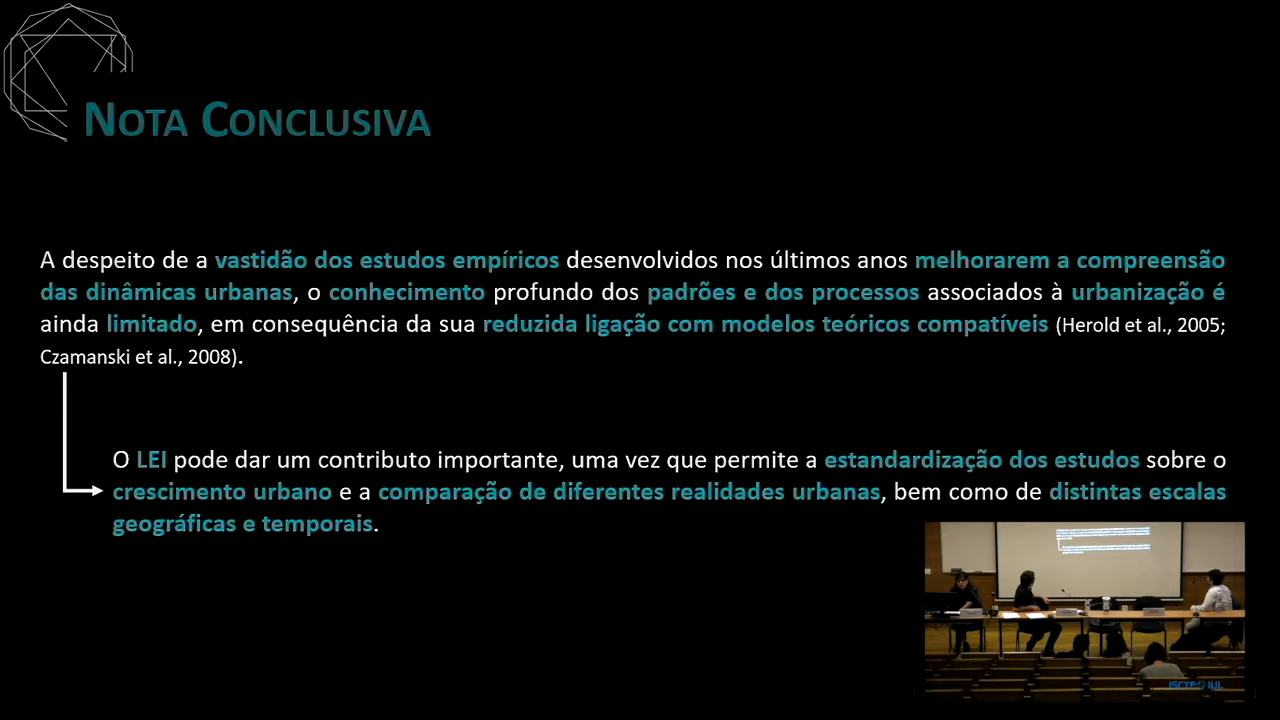 NOTA CONCLUSIVA
A despeito de a vastidão dos estudos empíricos desenvolvidos nos últimos anos melhorarem a compreensão
das dinâmicas urbanas, o conhecimento profundo dos padrões e dos processos associados à urbanização é
ainda limitado, em consequência da sua reduzida ligação com modelos teóricos compatíveis (Herold et al., 2005;
Czamanski et al., 2008).
O LEI pode dar um contributo importante, uma vez que permite a estandardização dos estudos sobre o
crescimento urbano e a comparação de diferentes realidades urbanas, bem como de distintas escalas
geográficas e temporais.
ISCTE IUL